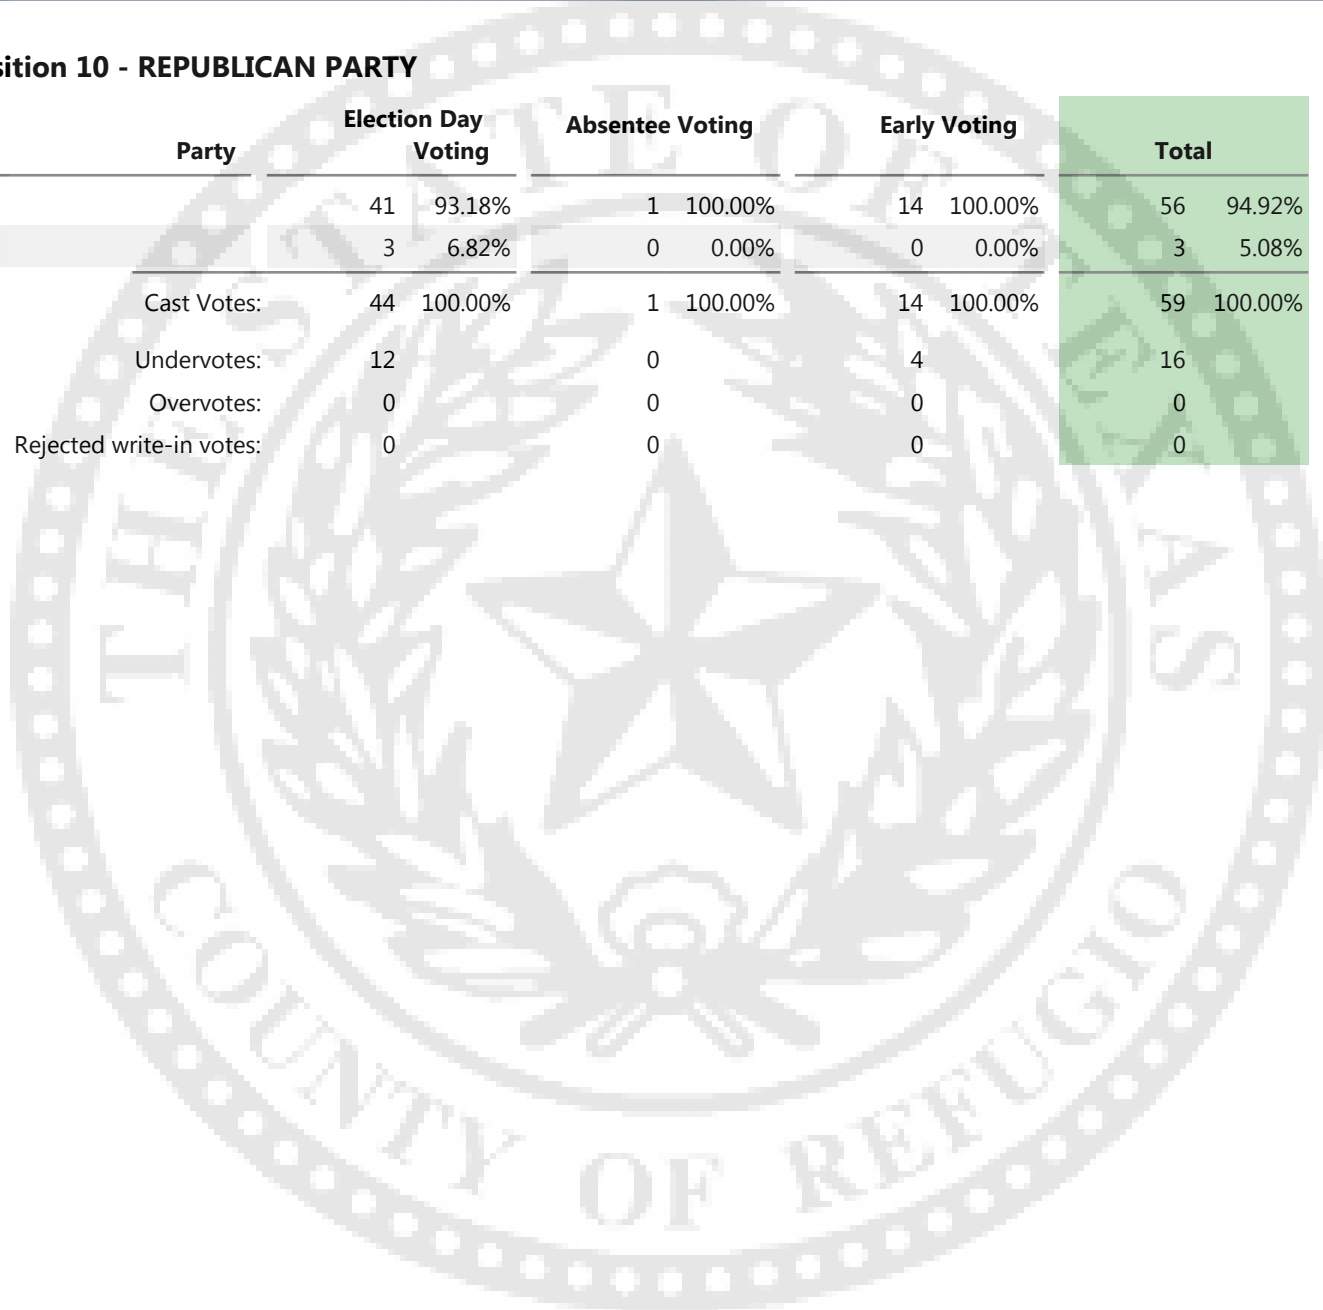 sition 10 - REPUBLICAN PARTY
Party Election Day Voting Absentee Voting Early Voting Total
41 93.18% 1 100.00% 14 100.00% 56 94.92%
3 6.82% 0 0.00% 0 0.00% 3 5.08%
Cast Votes: 44 100.00% 1 100.00% 14 100.00% 59 100.00%
Undervotes: 12 0 4 16
Overvotes: 0 0 0 0
Rejected write-in votes: 0 0 0 0
THE STATE OF TEXAS
COUNTY OF REFUGIO